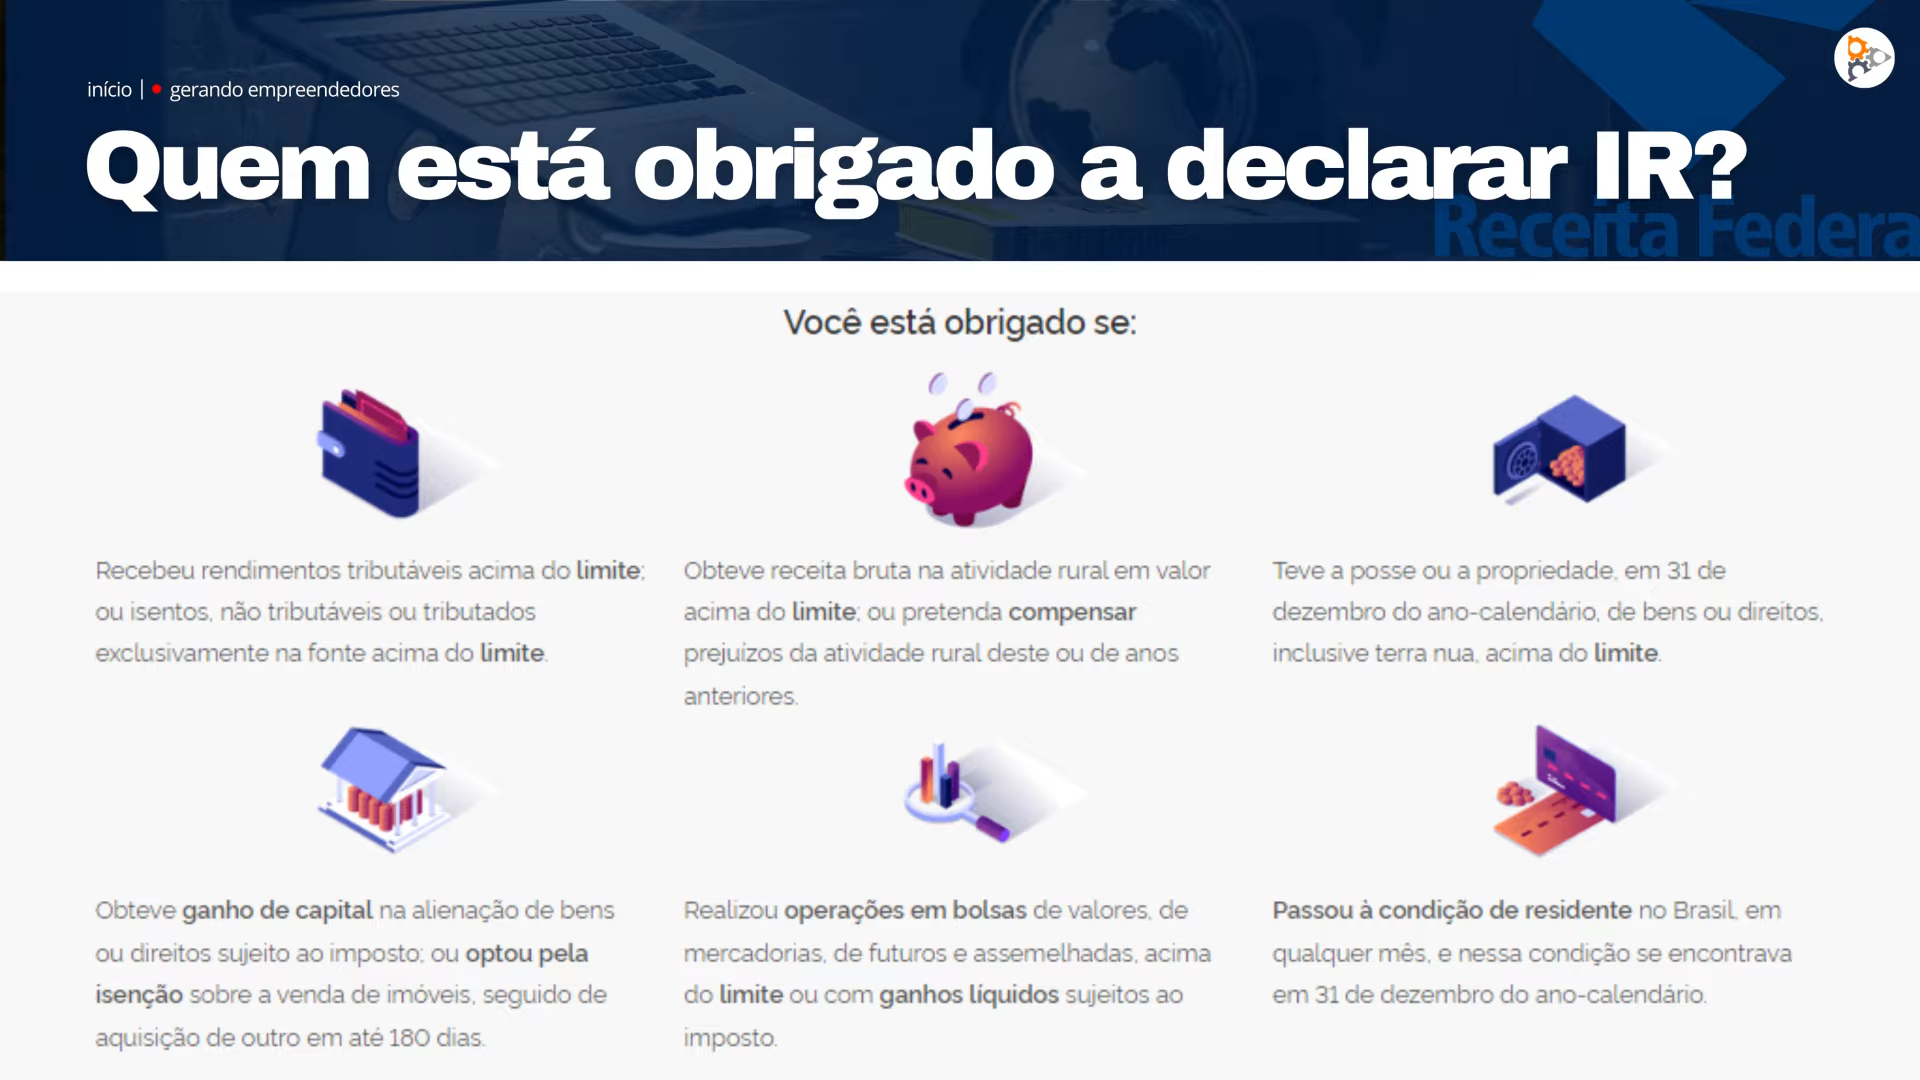 início | • gerando empreendedores
Quem está obrigado a declarar IR?
Receita Federa
Você está obrigado se:
Recebeu rendimentos tributáveis acima do limite;
ou isentos, não tributáveis ou tributados
exclusivamente na fonte acima do limite.
Obteve receita bruta na atividade rural em valor
acima do limite; ou pretenda compensar
prejuízos da atividade rural deste ou de anos
anteriores.
Teve a posse ou a propriedade, em 31 de
dezembro do ano-calendário, de bens ou direitos,
inclusive terra nua, acima do limite.
Obteve ganho de capital na alienação de bens
ou direitos sujeito ao imposto; ou optou pela
isenção sobre a venda de imóveis, seguido de
aquisição de outro em até 180 dias.
Realizou operações em bolsas de valores, de
mercadorias, de futuros e assemelhadas, acima
do limite ou com ganhos líquidos sujeitos ao
imposto.
Passou à condição de residente no Brasil, em
qualquer mês, e nessa condição se encontrava
em 31 de dezembro do ano-calendário.